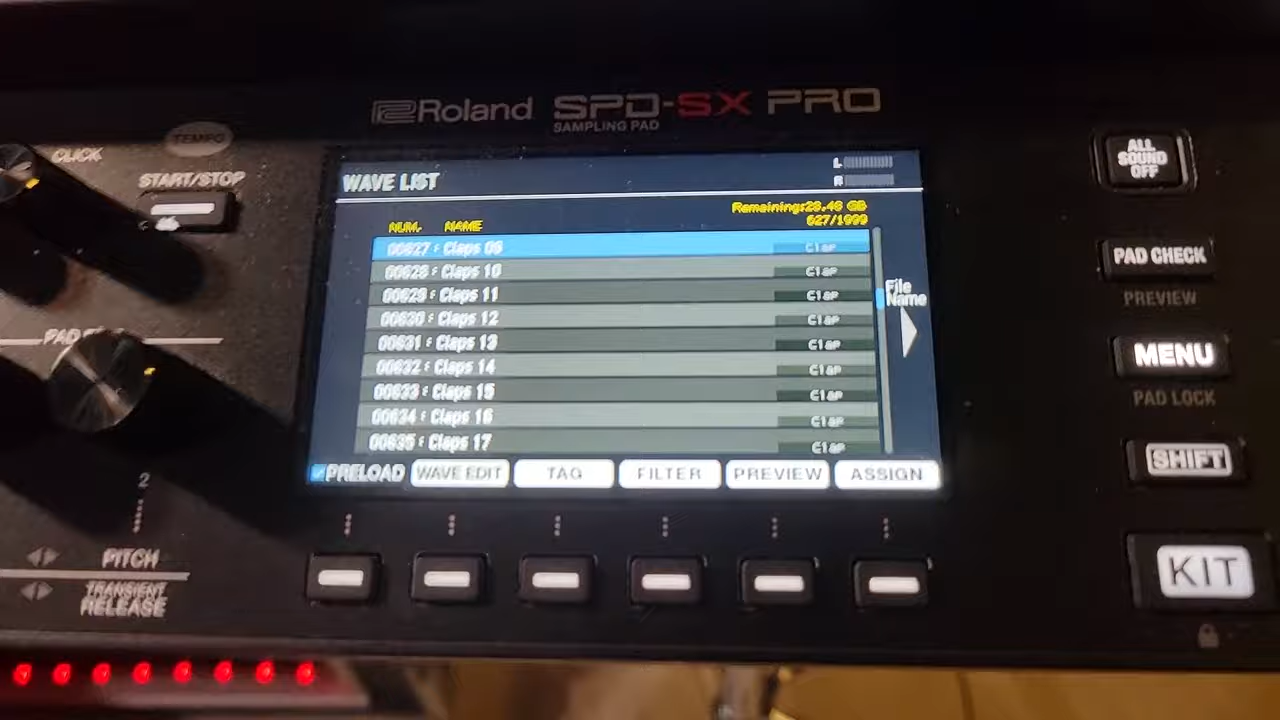 Roland SPD-SX PRO
SAMPLING PAD
TEMPO
CLICK
START/STOP
ALL
SOUND
OFF
WAVE LIST
L
R
Remaining:29.48 GB
627/1999
NUM. NAME
00627 : Claps 09 Clap
00628 : Claps 10 Clap
00629 : Claps 11 Clap
00630 : Claps 12 Clap
00631 : Claps 13 Clap
00632 : Claps 14 Clap
00633 : Claps 15 Clap
00634 : Claps 16 Clap
00635 : Claps 17 Clap
File
Name
PRELOAD WAVE EDIT TAG FILTER PREVIEW ASSIGN
PAD CHECK
PREVIEW
MENU
PAD LOCK
SHIFT
KIT
PAD
2
PITCH
TRANSIENT
RELEASE